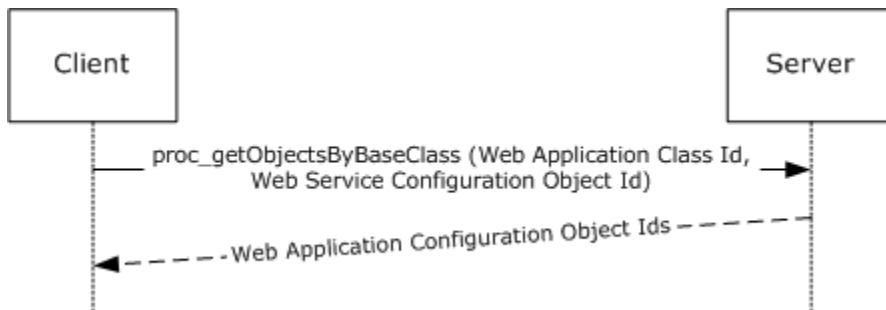 Client
Server
proc_getObjectsByBaseClass (Web Application Class Id,
Web Service Configuration Object Id)
Web Application Configuration Object Ids